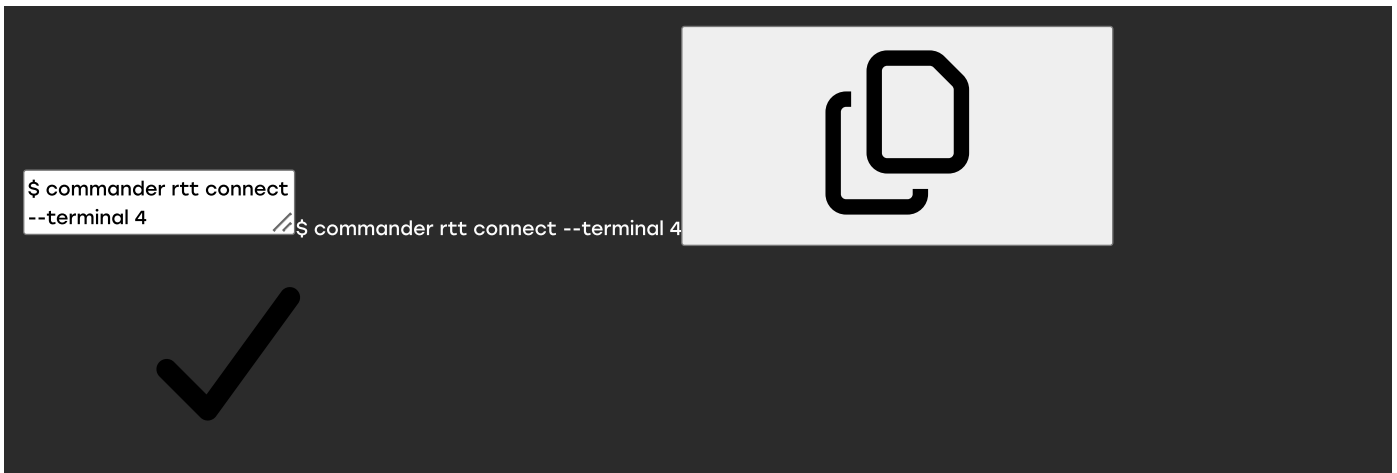 $ commander rtt connect
--terminal 4
$ commander rtt connect --terminal 4